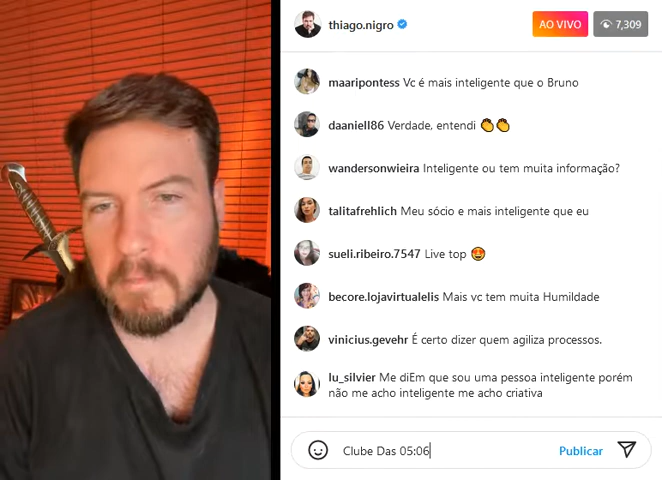 thiago.nigro
AO VIVO
7,309
maaripontess Vc é mais inteligente que o Bruno
daaniell86 Verdade, entendi 👏👏
wandersonwieira Inteligente ou tem muita informação?
talitafrehlich Meu sócio e mais inteligente que eu
sueli.ribeiro.7547 Live top 😍
becore.lojavirtualelis Mais vc tem muita Humildade
vinicius.gevehr É certo dizer quem agiliza processos.
lu_silvier Me diEm que sou uma pessoa inteligente porém
não me acho inteligente me acho criativa
Clube Das 05:06
Publicar